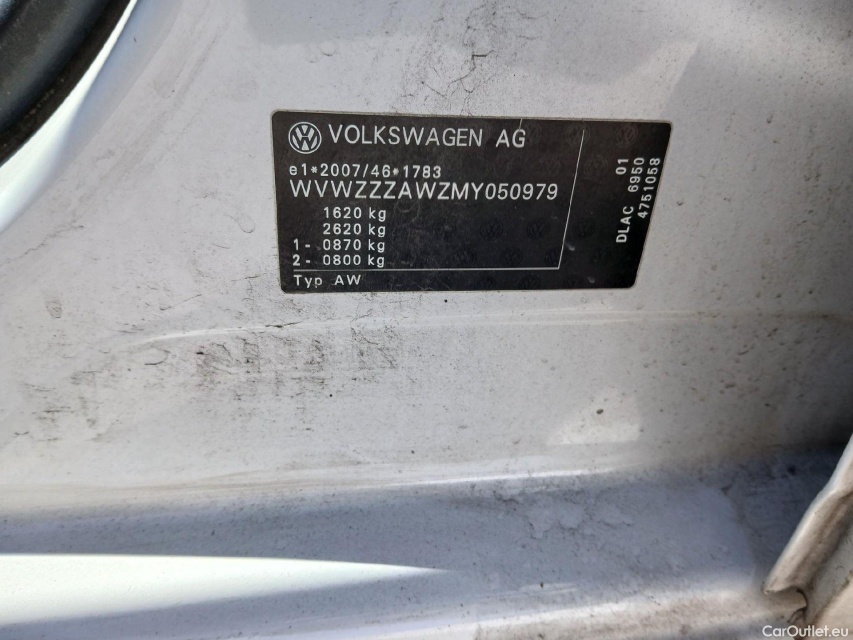 VOLKSWAGEN AG
e1*2007/46*1783
WVWZZZAWZMY050979
1620 kg
2620 kg
1- 0870 kg
2- 0800 kg
Typ AW
01
DLAC 6950
4751058
CarOutlet.eu